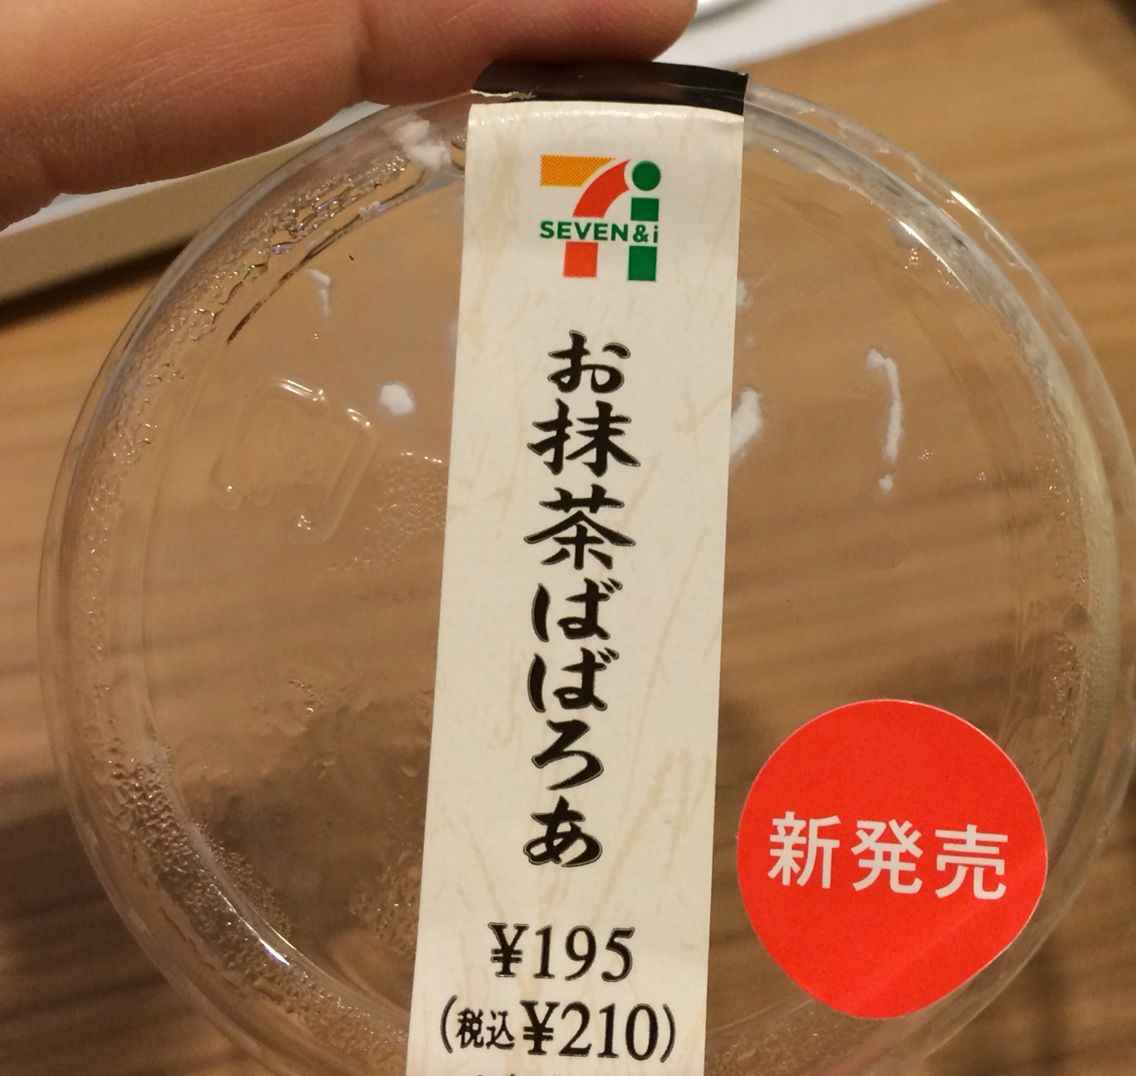 SEVEN&i
お抹茶ばばろあ
¥195
(税込¥210)
新発売